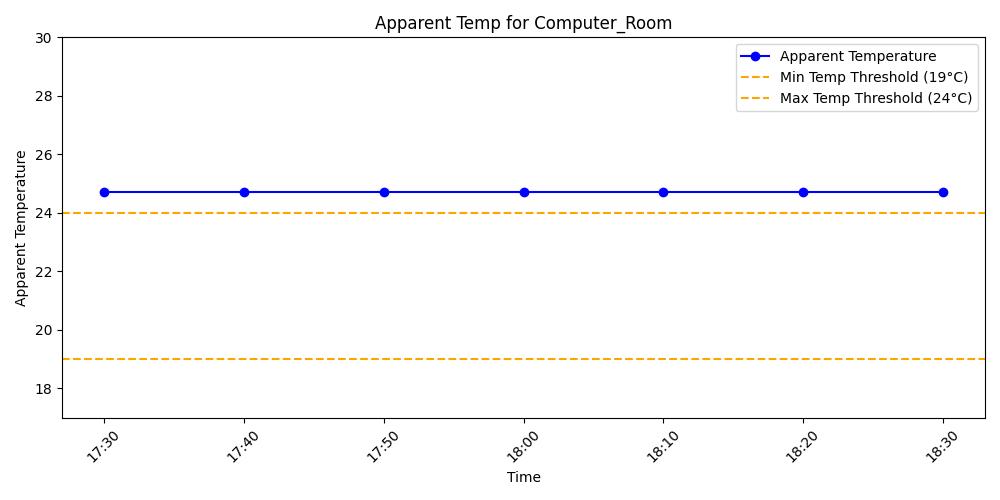 Apparent Temp for Computer_Room
Apparent Temperature
Min Temp Threshold (19°C)
Max Temp Threshold (24°C)
Apparent Temperature
30
28
26
24
22
20
18
17:30
17:40
17:50
18:00
18:10
18:20
18:30
Time